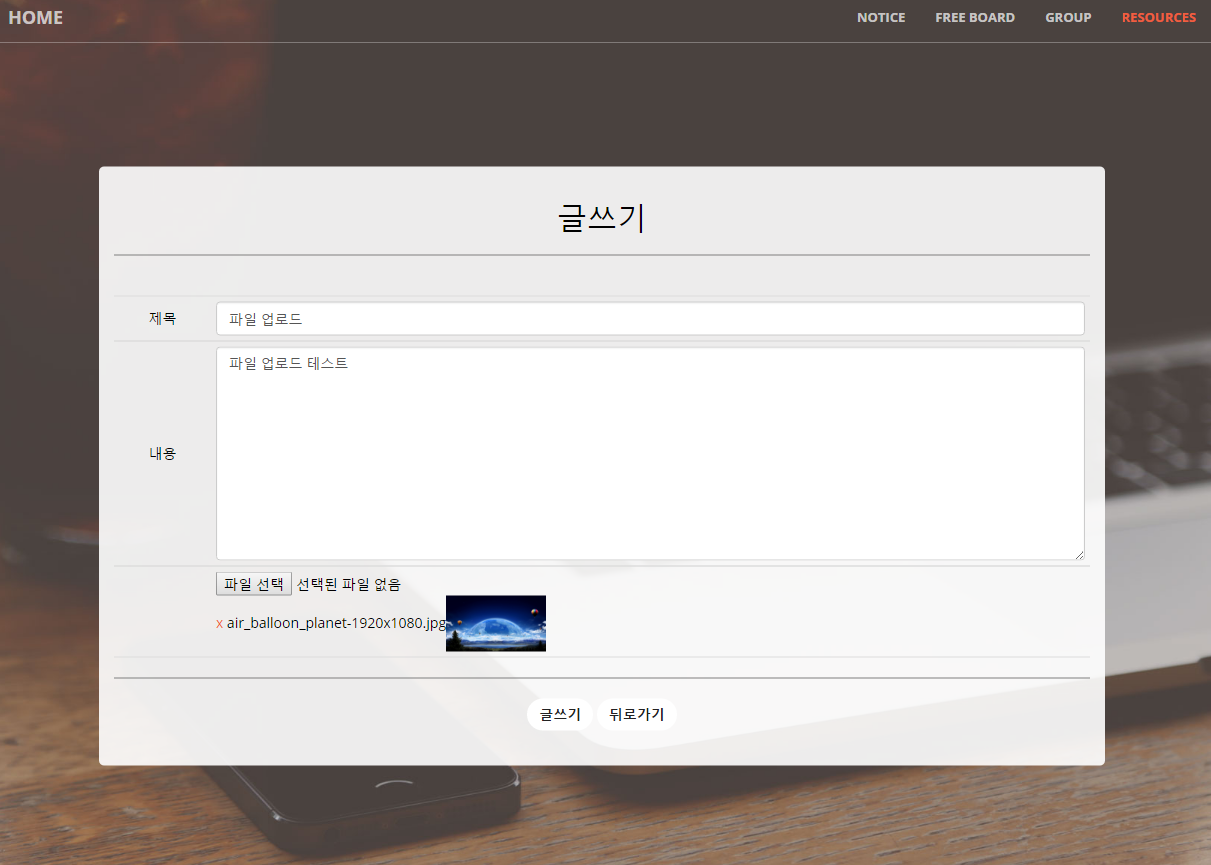 HOME NOTICE FREE BOARD GROUP RESOURCES
글쓰기
제목 파일 업로드
파일 업로드 테스트
내용
파일 선택 선택된 파일 없음
x air_balloon_planet-1920x1080.jpg
글쓰기 뒤로가기